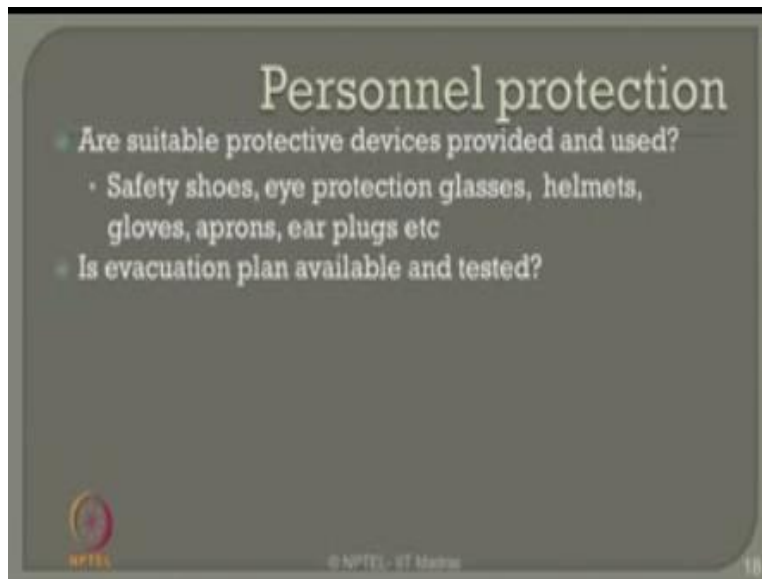 Personnel protection
Are suitable protective devices provided and used?
Safety shoes, eye protection glasses, helmets,
gloves, aprons, ear plugs etc
Is evacuation plan available and tested?
NPTEL
© NPTEL- IIT Madras
18